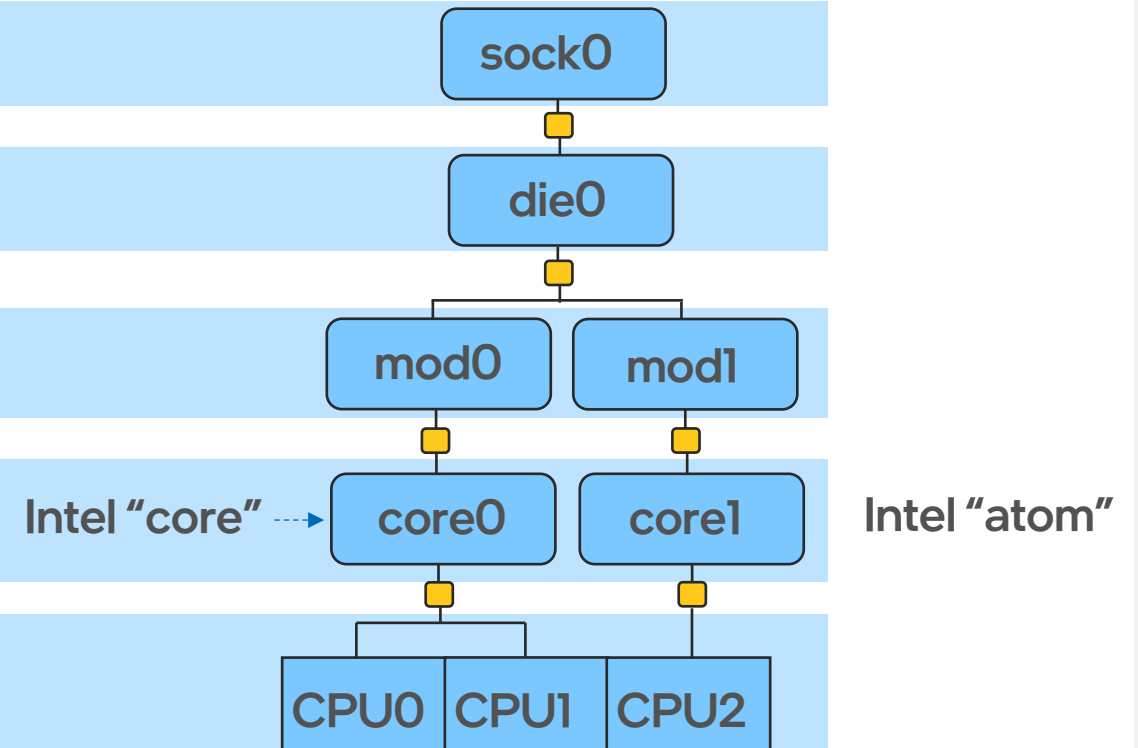 sock0
die0
mod0 mod1
Intel “core” core0 core1 Intel “atom”
CPU0 CPU1 CPU2